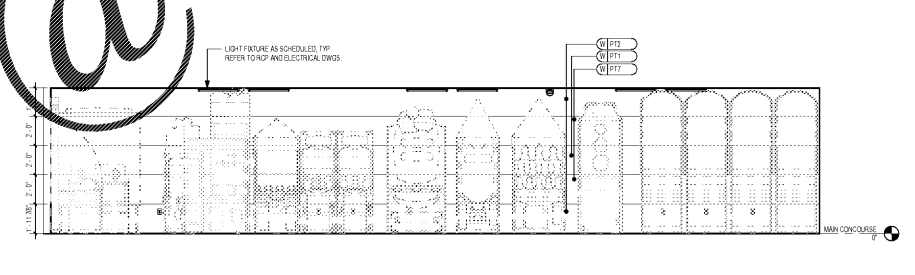 @
LIGHT FIXTURE AS SCHEDULED, TYP.
REFER TO RCP AND ELECTRICAL DWGS.
W PT2
W PT1
W PT7
2'-0"
2'-0"
2'-0"
MAIN CONCOURSE
0"